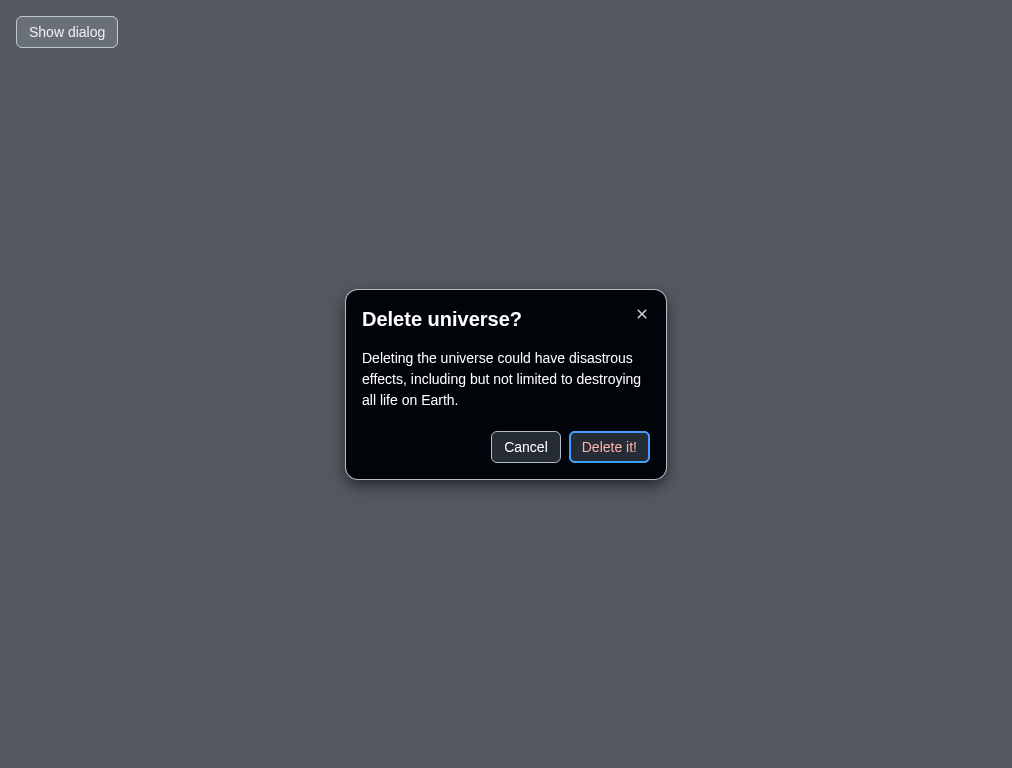 Show dialog
Delete universe?
Deleting the universe could have disastrous
effects, including but not limited to destroying
all life on Earth.
Cancel
Delete it!